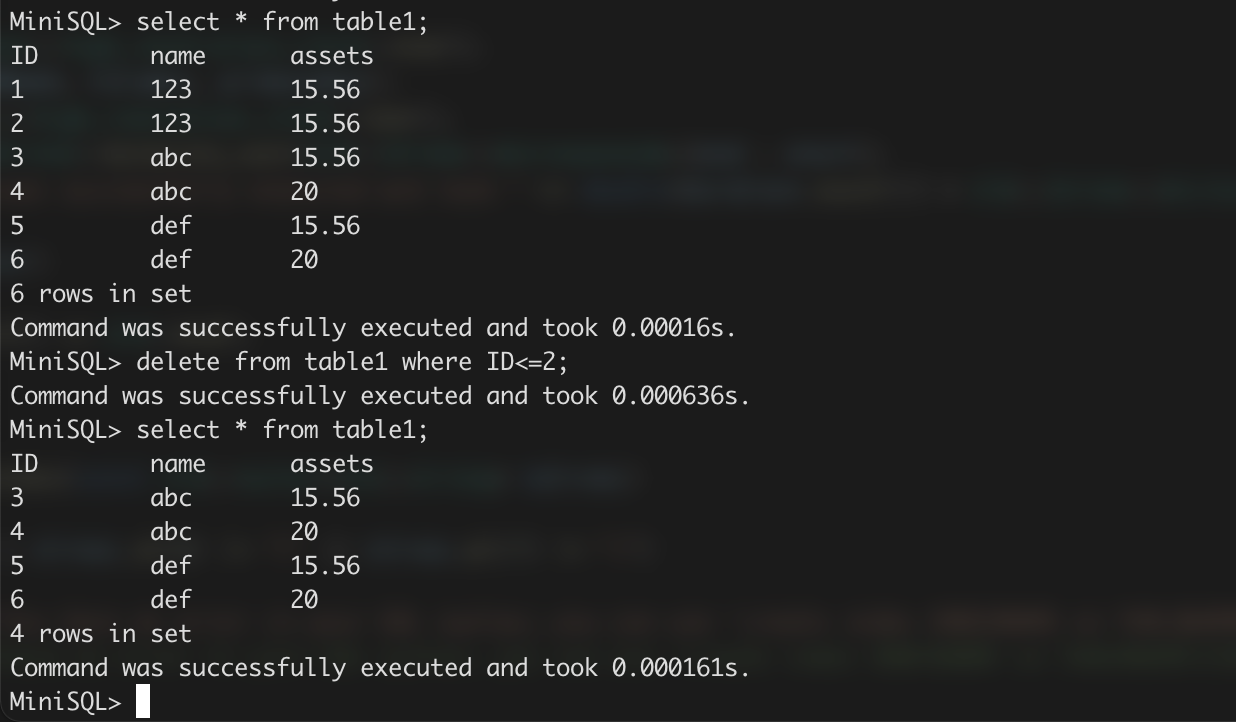 MiniSQL> select * from table1;
ID name assets
1 123 15.56
2 123 15.56
3 abc 15.56
4 abc 20
5 def 15.56
6 def 20
6 rows in set
Command was successfully executed and took 0.00016s.
MiniSQL> delete from table1 where ID<=2;
Command was successfully executed and took 0.000636s.
MiniSQL> select * from table1;
ID name assets
3 abc 15.56
4 abc 20
5 def 15.56
6 def 20
4 rows in set
Command was successfully executed and took 0.000161s.
MiniSQL>